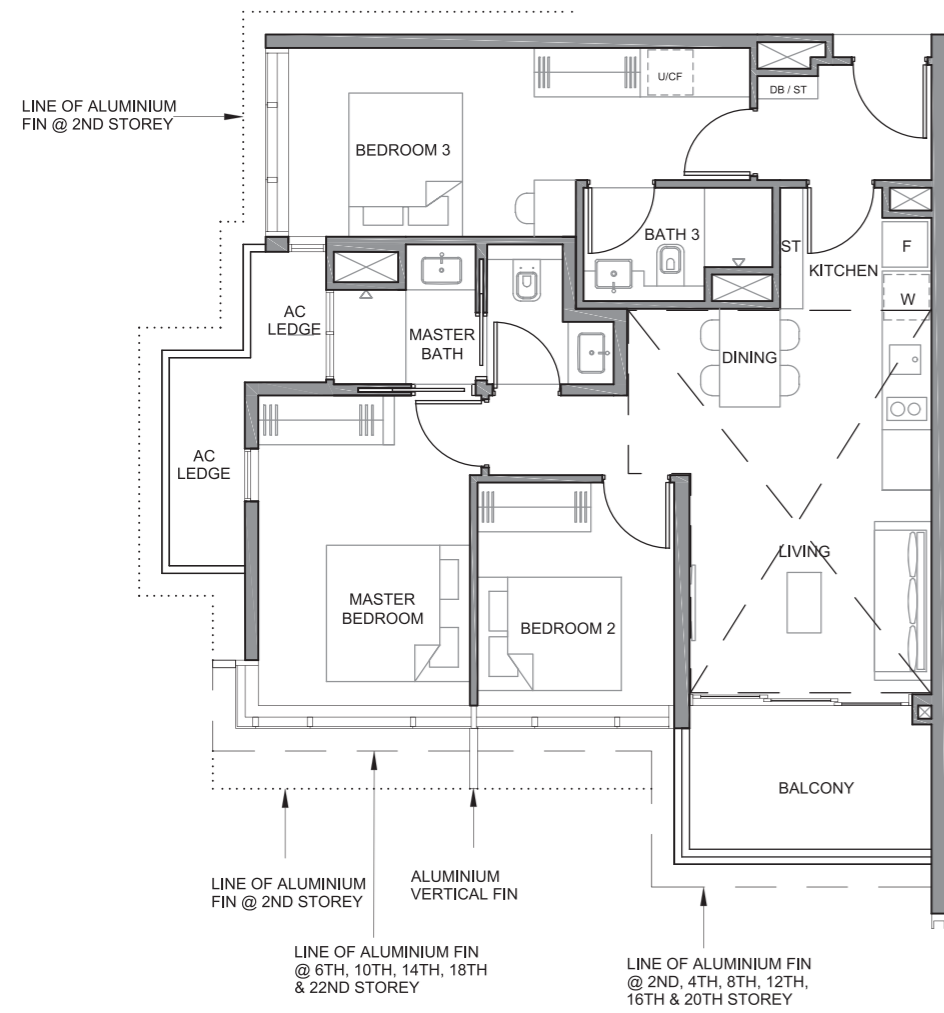 LINE OF ALUMINIUM
FIN @ 2ND STOREY
BEDROOM 3
U/CF
DB / ST
BATH 3
ST
KITCHEN
F
W
AC
LEDGE
MASTER
BATH
DINING
AC
LEDGE
LIVING
MASTER
BEDROOM
BEDROOM 2
BALCONY
LINE OF ALUMINIUM
FIN @ 2ND STOREY
ALUMINIUM
VERTICAL FIN
LINE OF ALUMINIUM FIN
@ 6TH, 10TH, 14TH, 18TH
& 22ND STOREY
LINE OF ALUMINIUM FIN
@ 2ND, 4TH, 8TH, 12TH,
16TH & 20TH STOREY